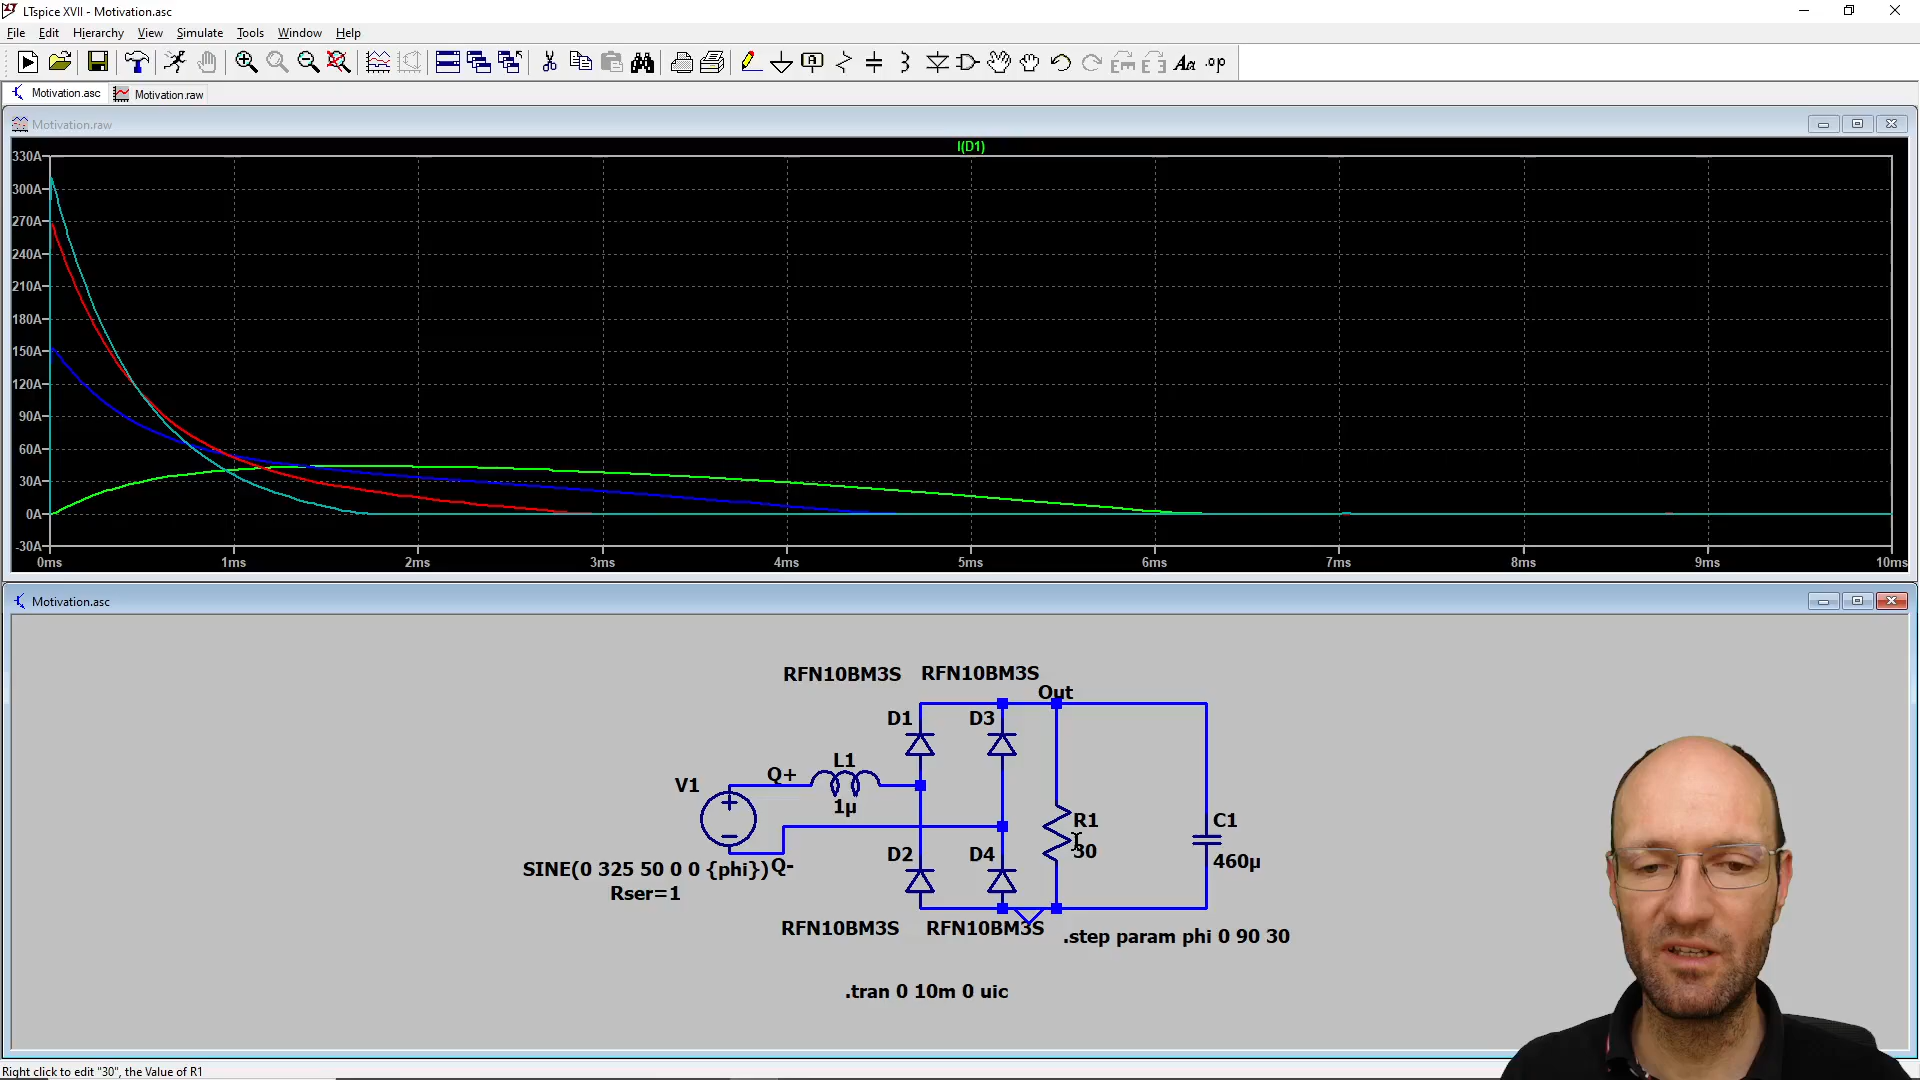 LTspice XVII - Motivation.asc
File Edit Hierarchy View Simulate Tools Window Help
Aa .op
Motivation.asc Motivation.raw
Motivation.raw
I(D1)
330A
300A
270A
240A
210A
180A
150A
120A
90A
60A
30A
0A
-30A
0ms 1ms 2ms 3ms 4ms 5ms 6ms 7ms 8ms 9ms 10ms
Motivation.asc
RFN10BM3S RFN10BM3S
Out
D1 D3
L1
Q+
V1
1µ
R1 C1
30
D2 D4
460µ
SINE(0 325 50 0 0 {phi}) Q-
Rser=1
RFN10BM3S RFN10BM3S
.step param phi 0 90 30
.tran 0 10m 0 uic
Right click to edit "30", the Value of R1